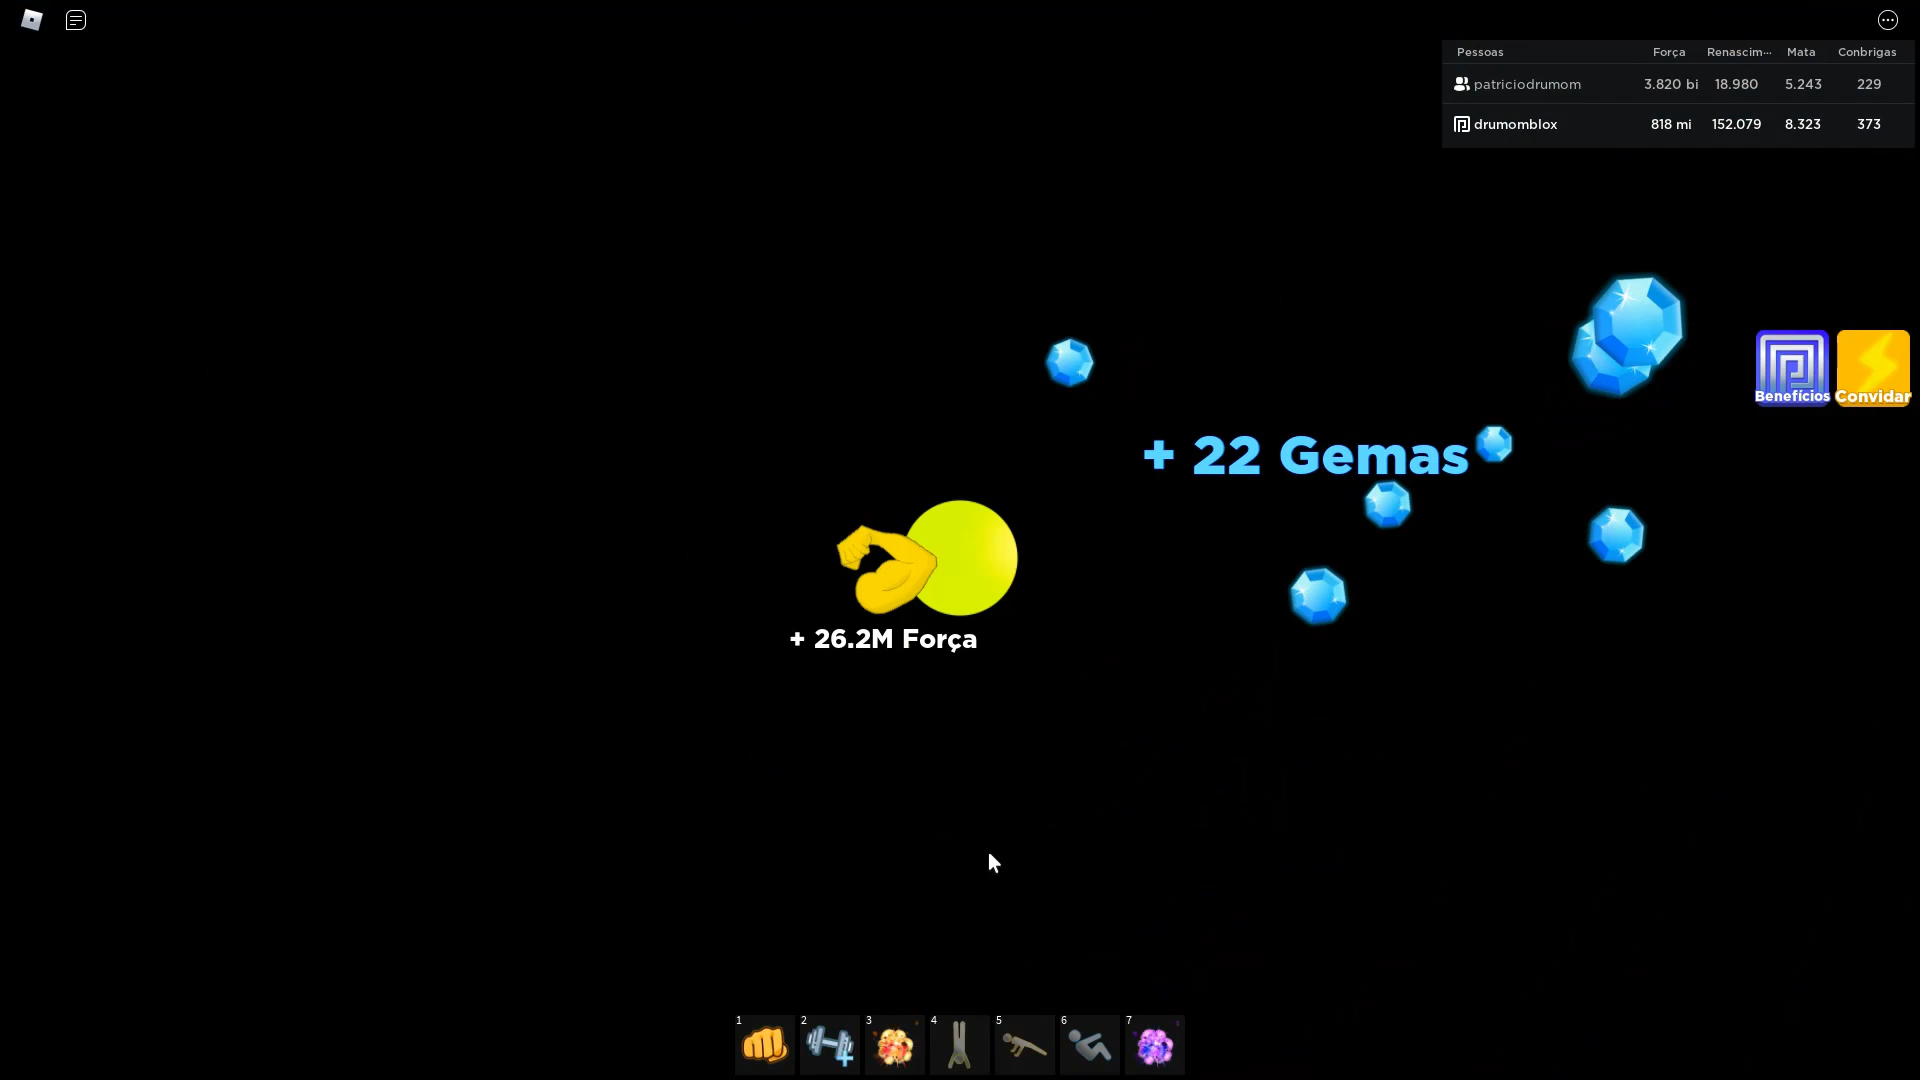 Pessoas Força Renascim··· Mata Conbrigas
patriciodrumom 3.820 bi 18.980 5.243 229
drumomblox 818 mi 152.079 8.323 373
Benefícios Convidar
+ 22 Gemas
+ 26.2M Força
1 2 3 4 5 6 7